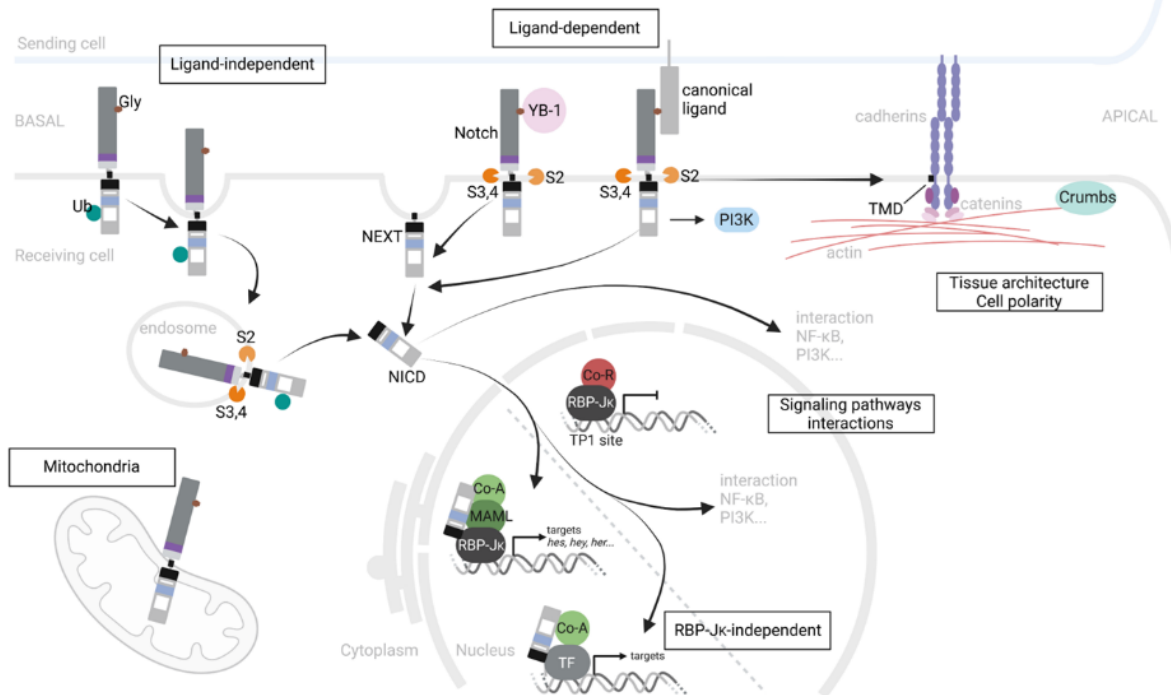 Sending cell
Ligand-independent
Ligand-dependent
Gly
YB-1
canonical
ligand
BASAL
Notch
cadherins
APICAL
S2
S2
S3,4
S3,4
Ub
TMD
catenins
Crumbs
PI3K
NEXT
Receiving cell
actin
Tissue architecture
Cell polarity
endosome
S2
S3,4
NICD
interaction
NF-κB,
PI3K...
Co-R
RBP-Jκ
TP1 site
Signaling pathways
interactions
Mitochondria
Co-A
MAML
RBP-Jκ
targets
hes, hey, her...
interaction
NF-κB,
PI3K...
Co-A
TF
targets
RBP-Jκ-independent
Cytoplasm
Nucleus